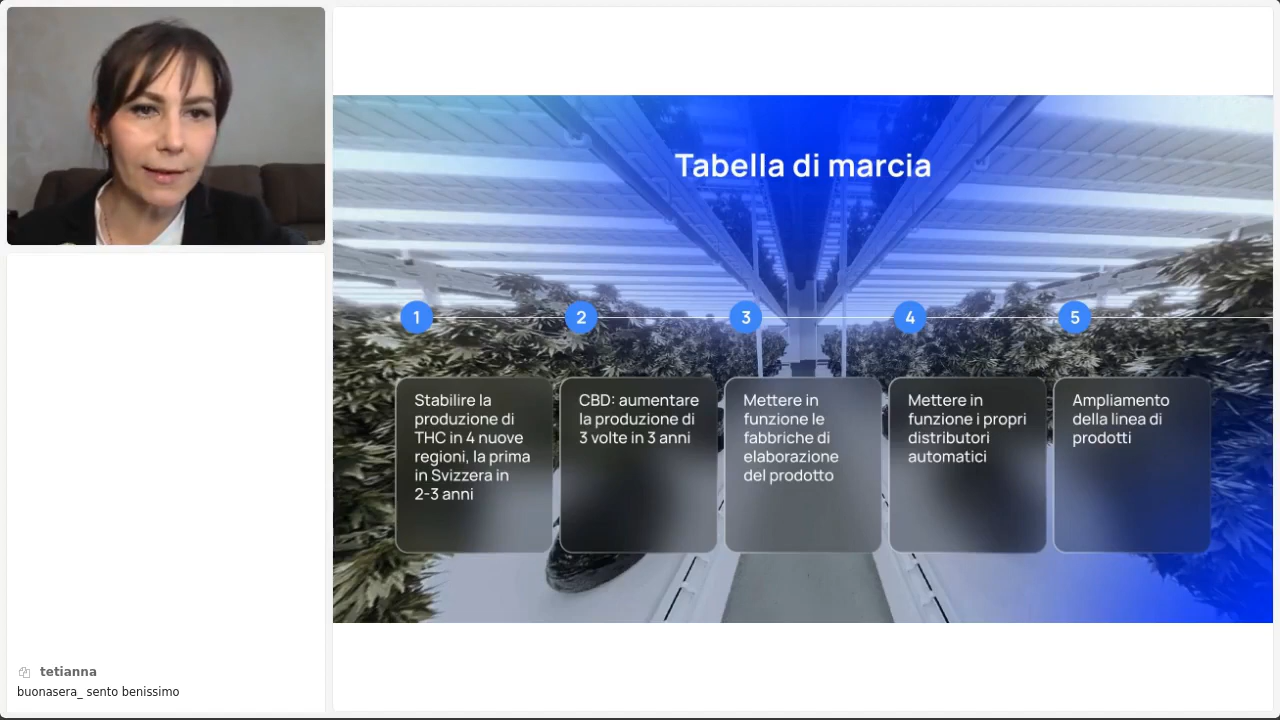 Tabella di marcia
1
2
3
4
5
Stabilire la
produzione di
THC in 4 nuove
regioni, la prima
in Svizzera in
2-3 anni
CBD: aumentare
la produzione di
3 volte in 3 anni
Mettere in
funzione le
fabbriche di
elaborazione
del prodotto
Mettere in
funzione i propri
distributori
automatici
Ampliamento
della linea di
prodotti
tetianna
buonasera_ sento benissimo